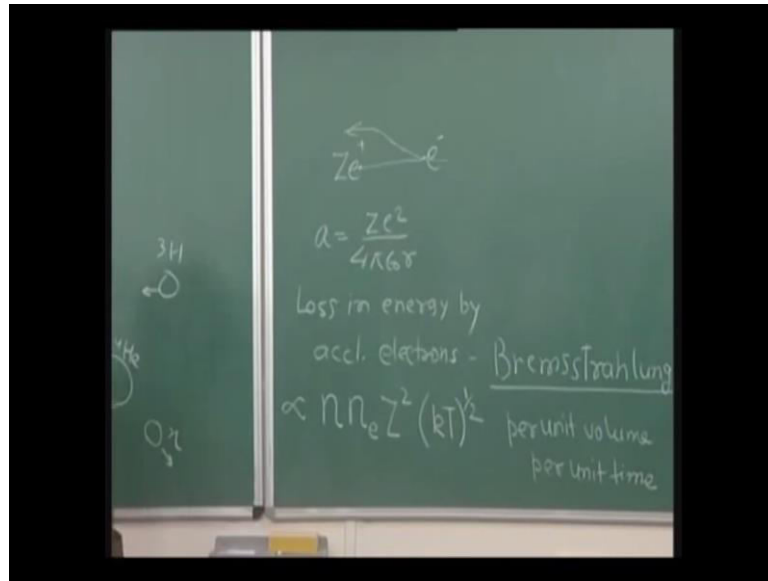 3H
4He
n
Ze+ e-
a = Ze²/4πε₀r
Loss in energy by
accl. electrons - Bremsstrahlung
∝ n nₑ Z² (kT)^1/2 per unit volume
per unit time